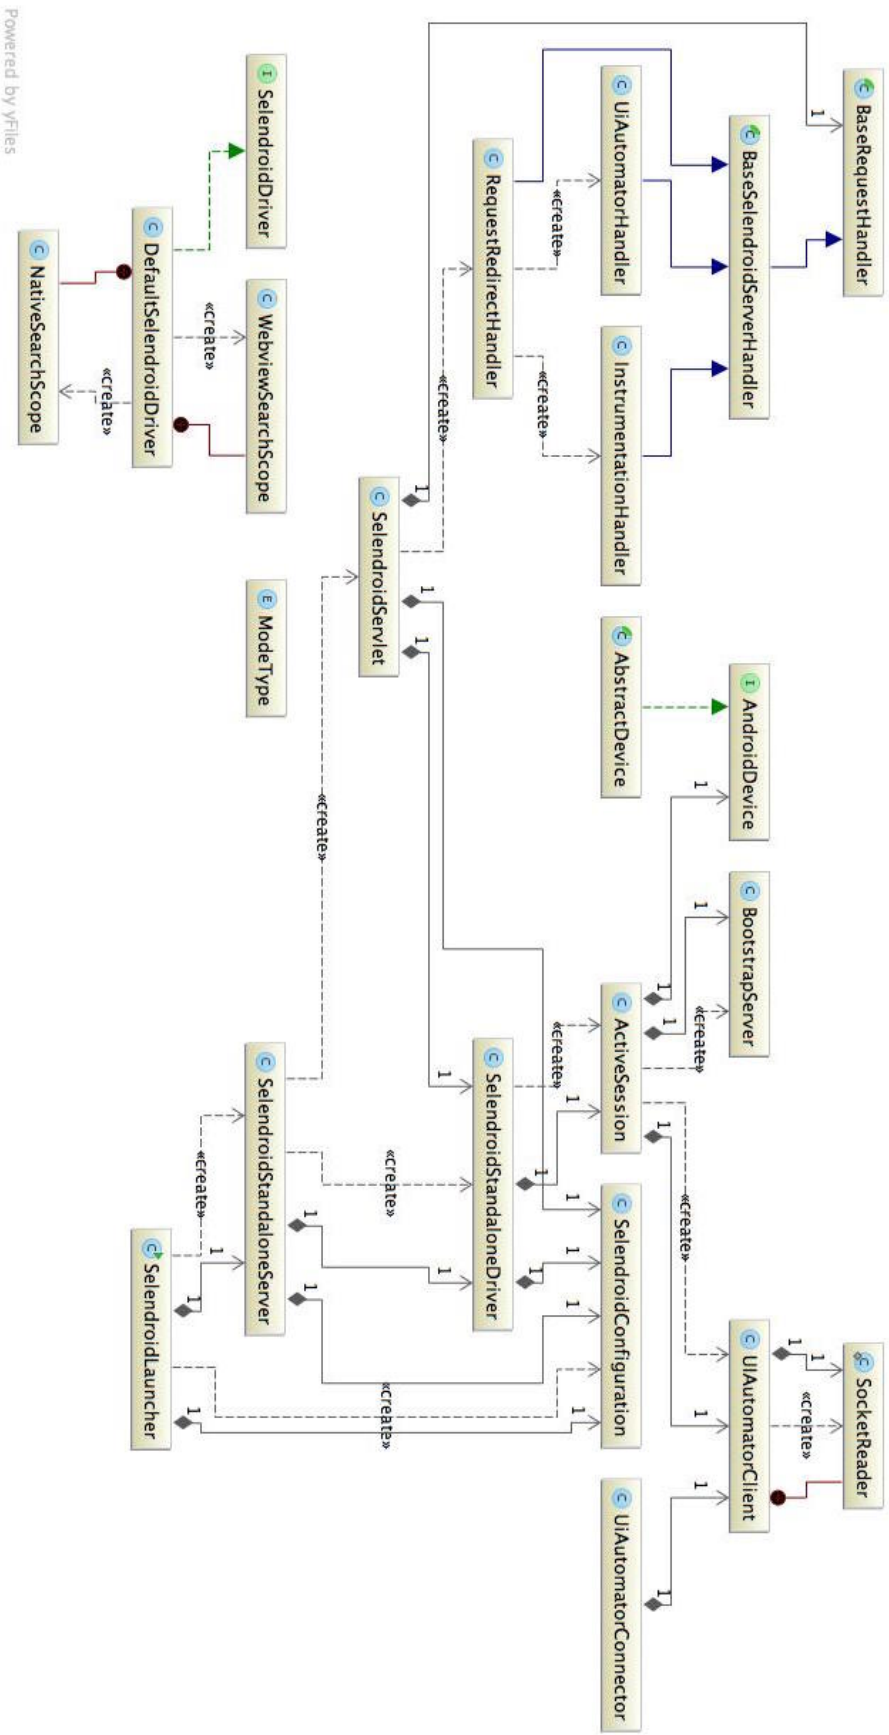 C BaseRequestHandler
C SocketReader
1
1
1
«create»
C BaseSelendroidServerHandler
I AndroidDevice
C BootstrapServer
C UIAutomatorClient
1
1
«create»
1
1
1
1
1
«create»
1
C UiAutomatorHandler
C InstrumentationHandler
C AbstractDevice
C ActiveSession
C SelendroidConfiguration
C UiAutomatorConnector
«create»
«create»
«create»
1
1
1
1
1
1
1
C RequestRedirectHandler
C SelendroidStandaloneDriver
«create»
1
1
1
1
1
«create»
«create»
C SelendroidServlet
«create»
1
1
I SelendroidDriver
C WebviewSearchScope
E ModeType
C SelendroidStandaloneServer
«create»
«create»
1
1
1
C DefaultSelendroidDriver
C SelendroidLauncher
«create»
C NativeSearchScope
Powered by yFiles